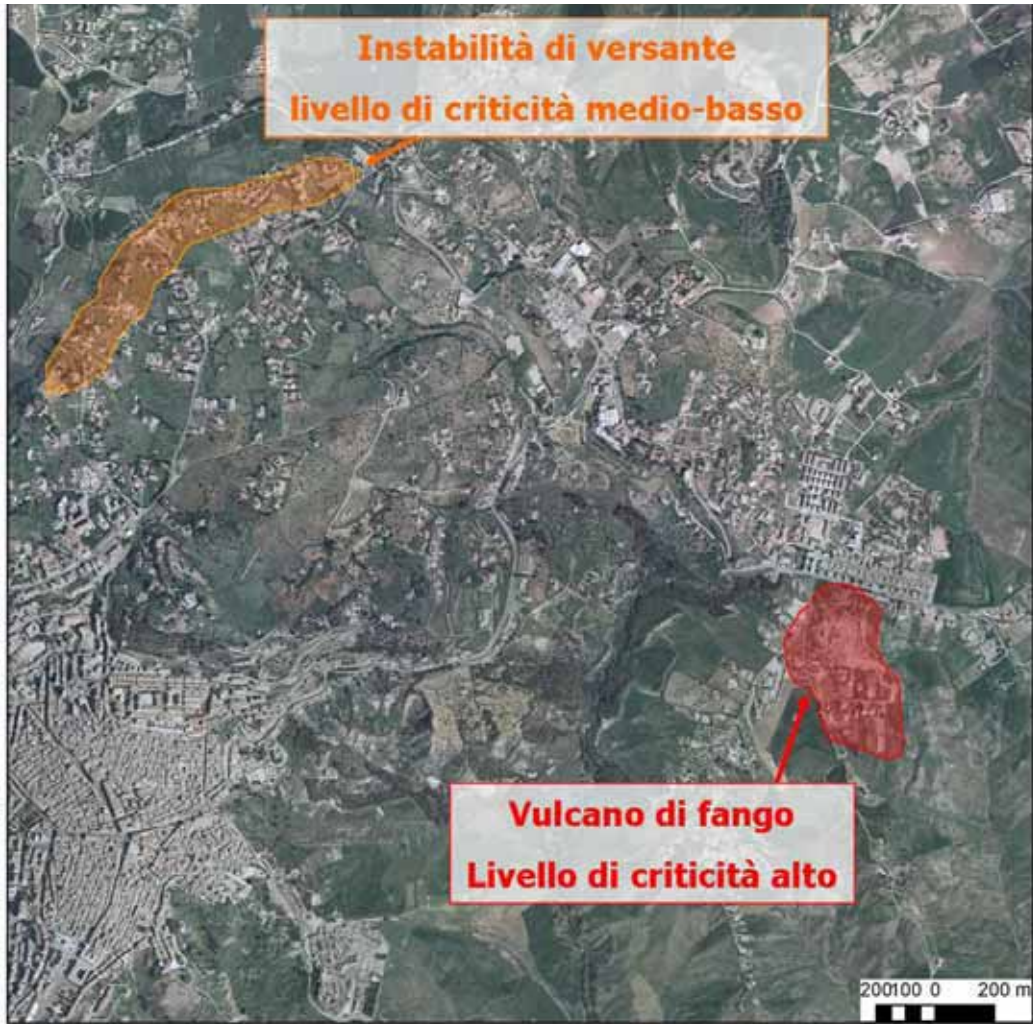 Instabilità di versante
livello di criticità medio-basso
Vulcano di fango
Livello di criticità alto
200100 0 200 m